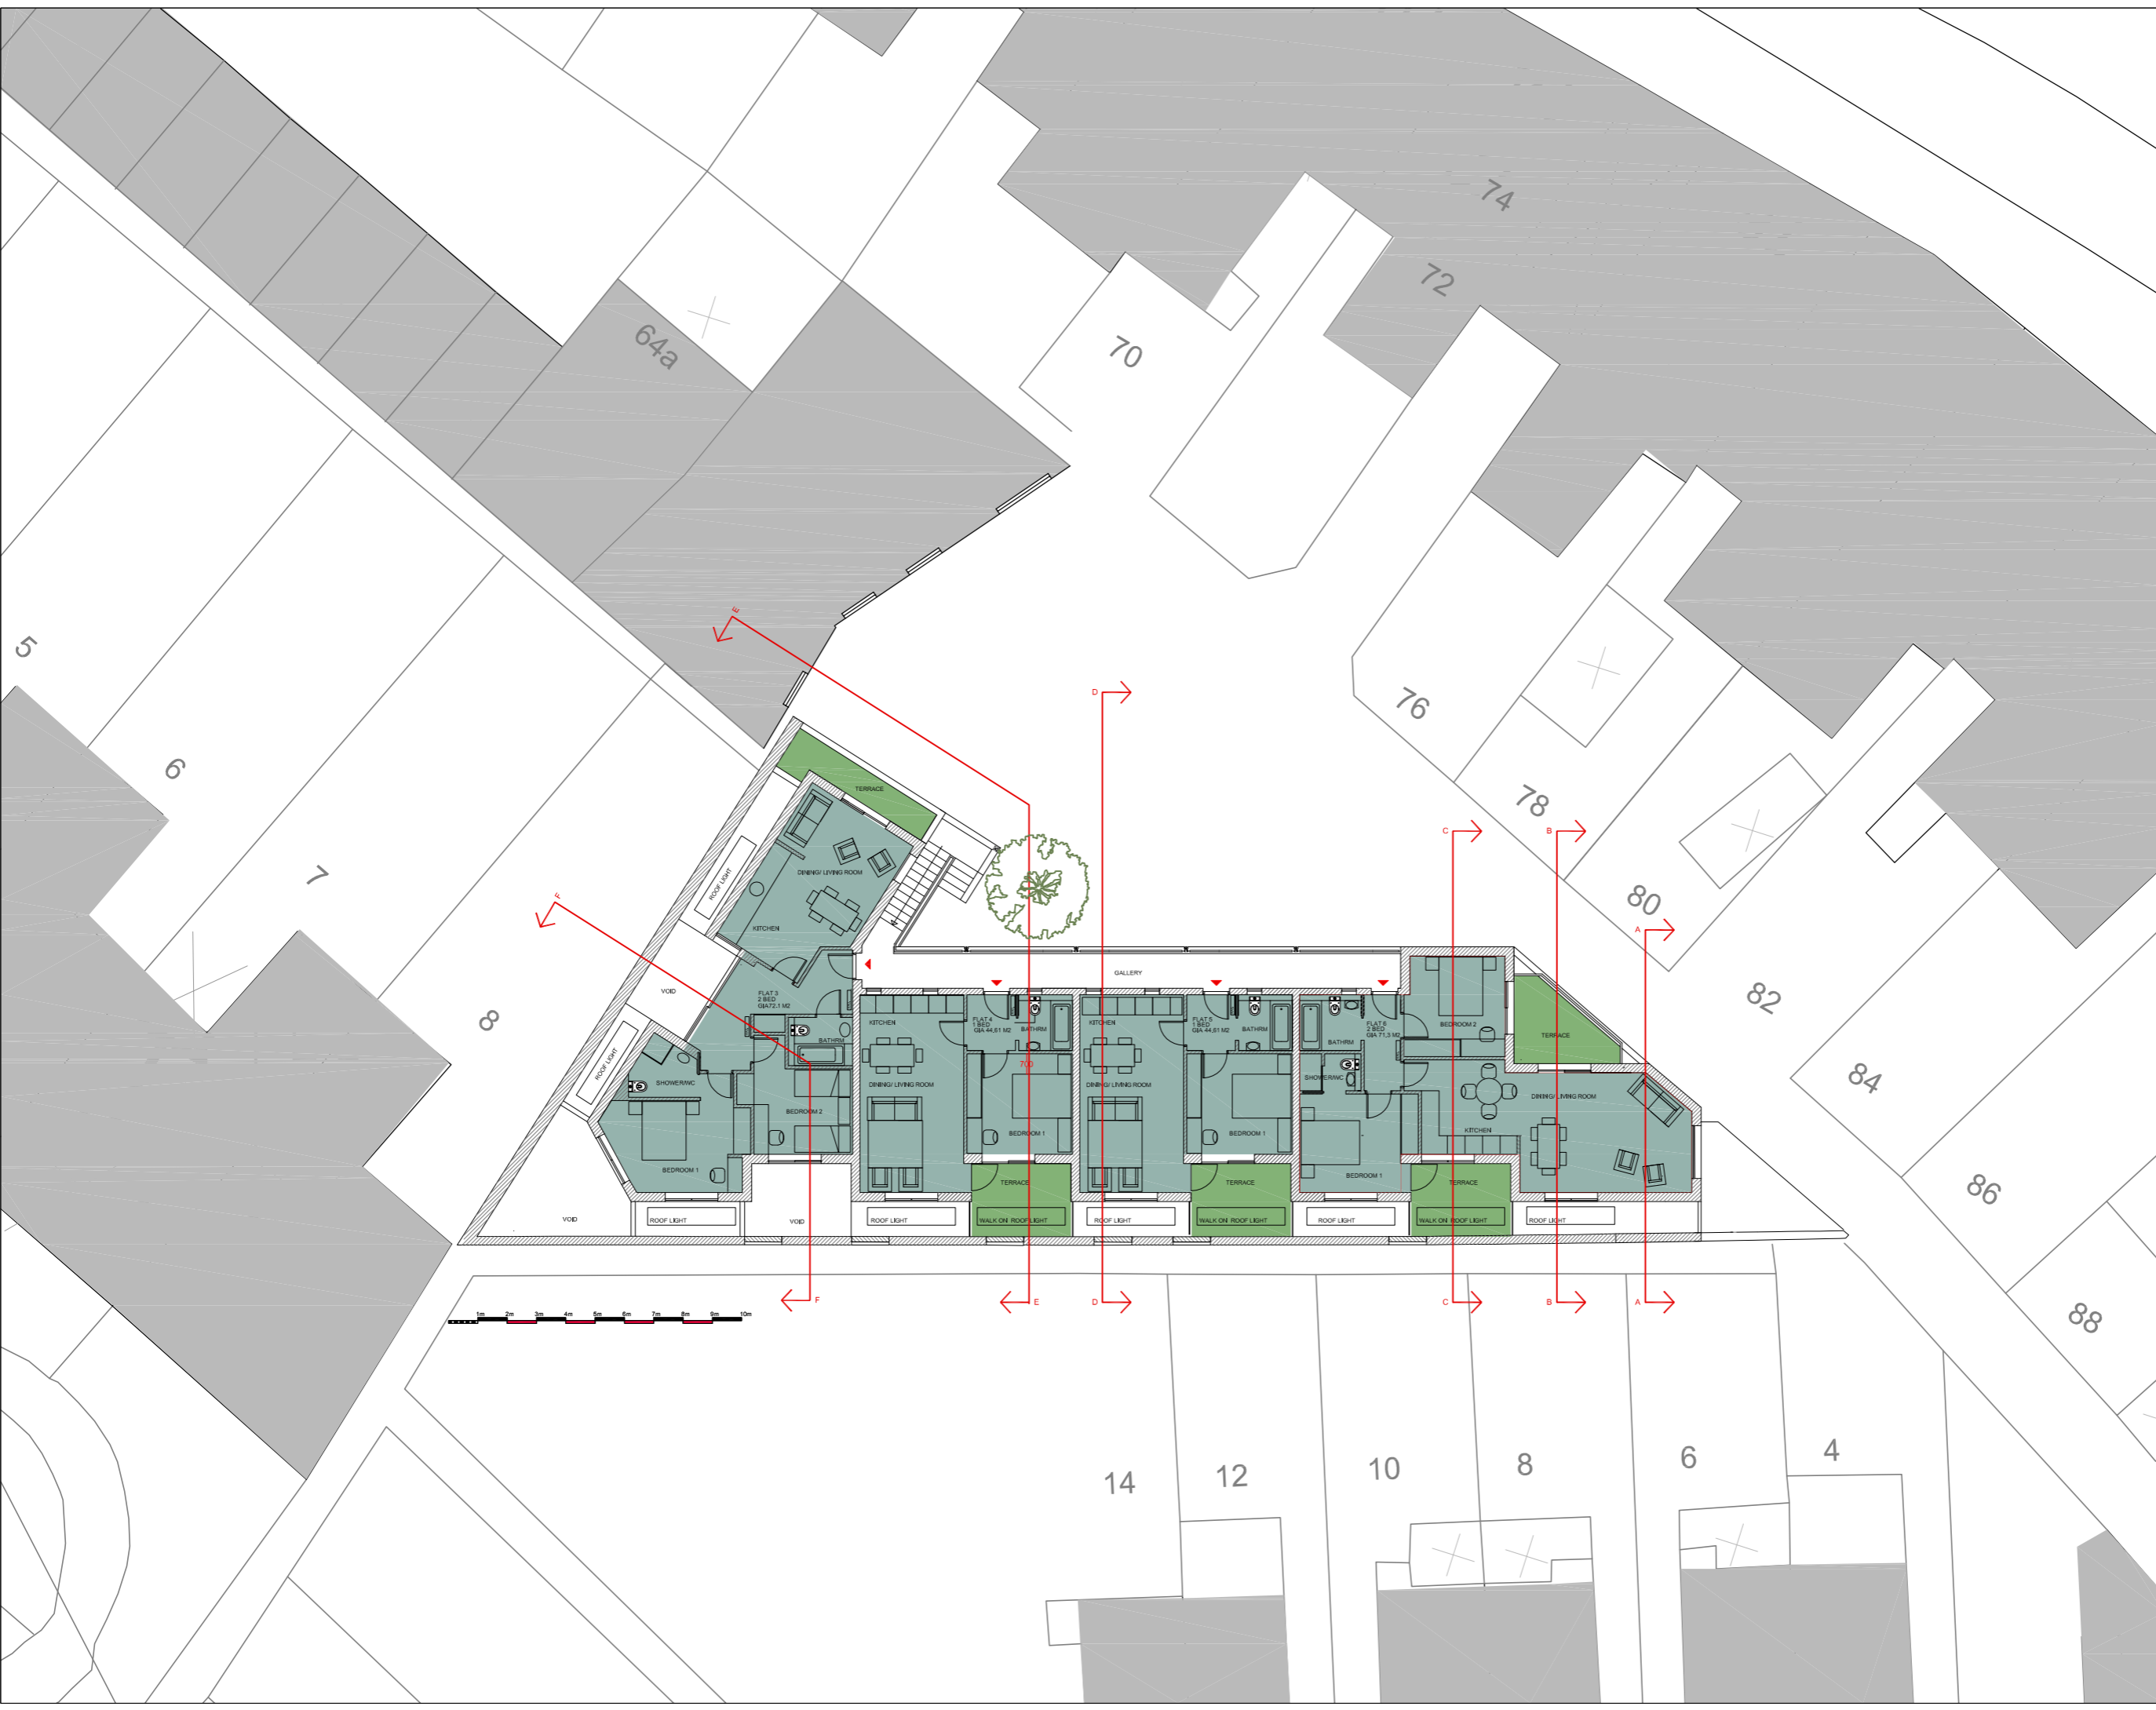 74
72
70
64a
5
6
7
8
76
78
80
82
84
86
88
E
D
C
B
A
F
TERRACE
DINING/ LIVING ROOM
KITCHEN
ROOF LIGHT
VOID
ROOF LIGHT
FLAT 3
2 BED
GIA72,1 M2
BATHRM
SHOWER/WC
BEDROOM 2
BEDROOM 1
GALLERY
KITCHEN
FLAT 4
1 BED
GIA 44,61 M2
BATHRM
700
DINING/ LIVING ROOM
BEDROOM 1
TERRACE
KITCHEN
FLAT 5
1 BED
GIA 44,61 M2
BATHRM
DINING/ LIVING ROOM
BEDROOM 1
TERRACE
FLAT 6
2 BED
GIA 71,3 M2
BATHRM
SHOWER/WC
BEDROOM 2
TERRACE
DINING/ LIVING ROOM
KITCHEN
BEDROOM 1
TERRACE
VOID
ROOF LIGHT
VOID
ROOF LIGHT
WALK ON ROOF LIGHT
ROOF LIGHT
WALK ON ROOF LIGHT
ROOF LIGHT
WALK ON ROOF LIGHT
ROOF LIGHT
F
E
D
C
B
A
1m 2m 3m 4m 5m 6m 7m 8m 9m 10m
14
12
10
8
6
4